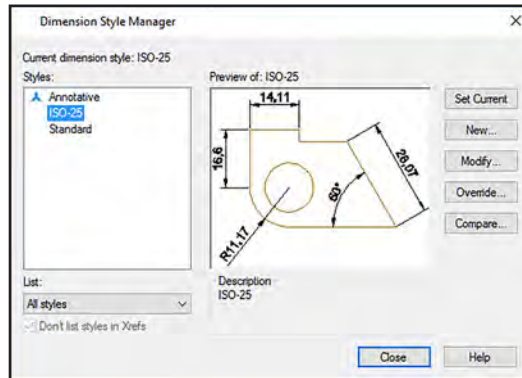 Dimension Style Manager
Current dimension style: ISO-25
Styles:
Annotative
ISO-25
Standard
Preview of: ISO-25
14,11
16,6
28,07
60°
R11,17
Set Current
New...
Modify...
Override...
Compare...
List:
All styles
Don't list styles in Xrefs
Description
ISO-25
Close
Help